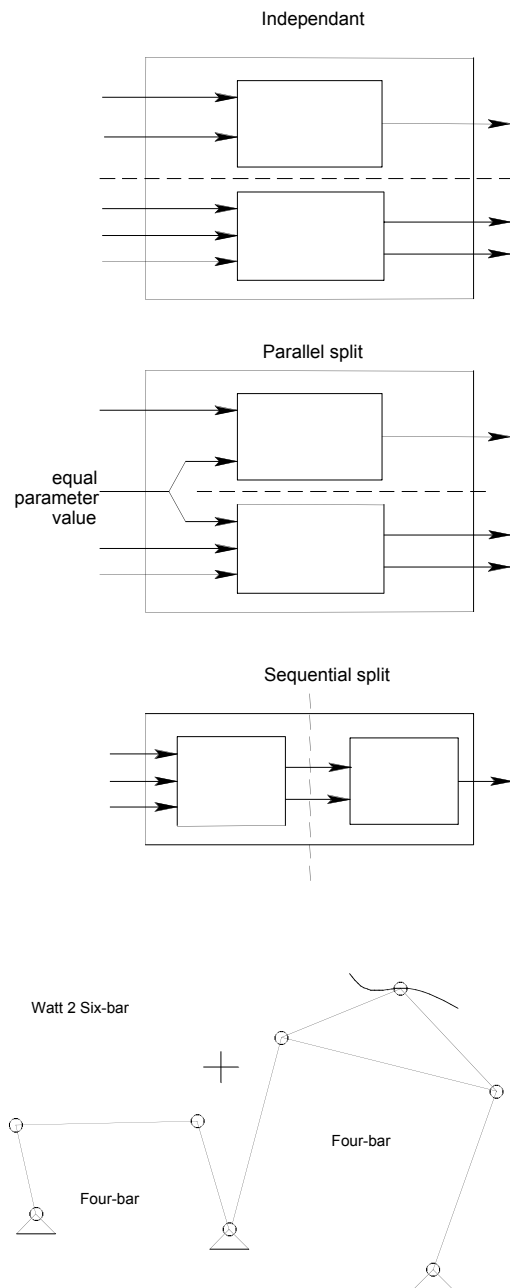 Independant
Parallel split
equal
parameter
value
Sequential split
Watt 2 Six-bar
Four-bar
Four-bar